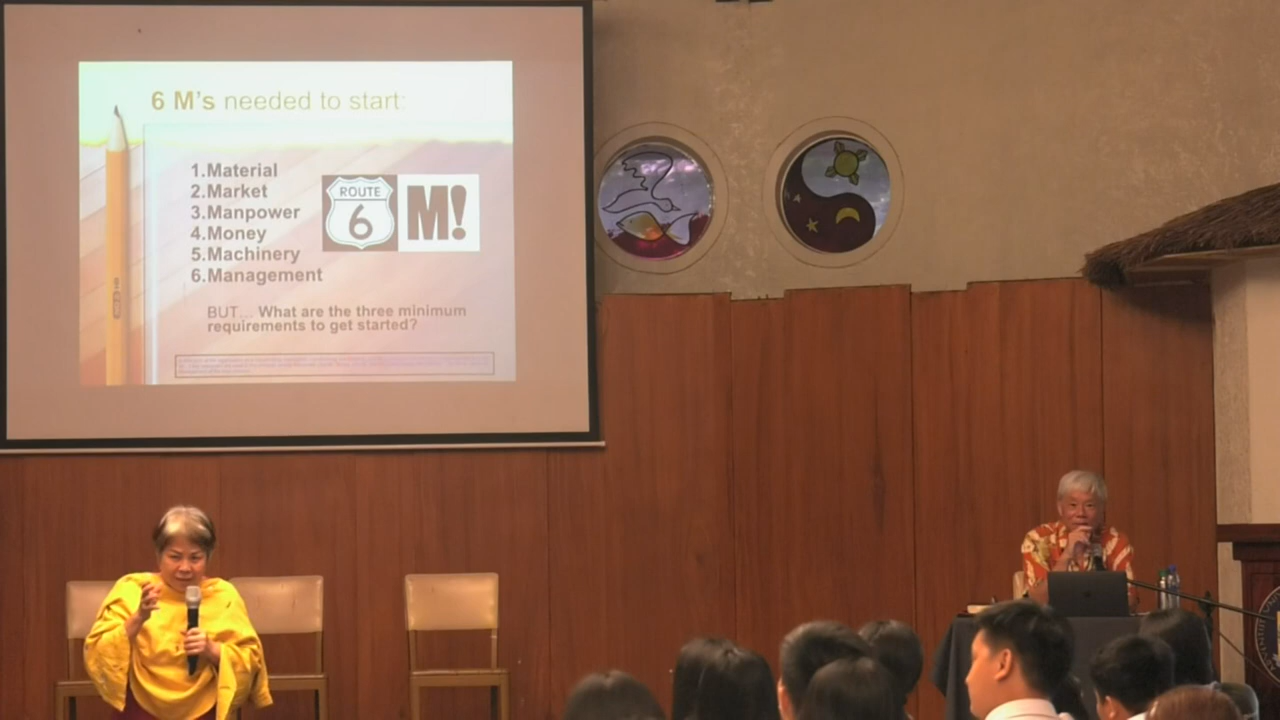 6 M's needed to start:
1.Material
2.Market
3.Manpower
4.Money
5.Machinery
6.Management
ROUTE
6
M!
BUT... What are the three minimum
requirements to get started?